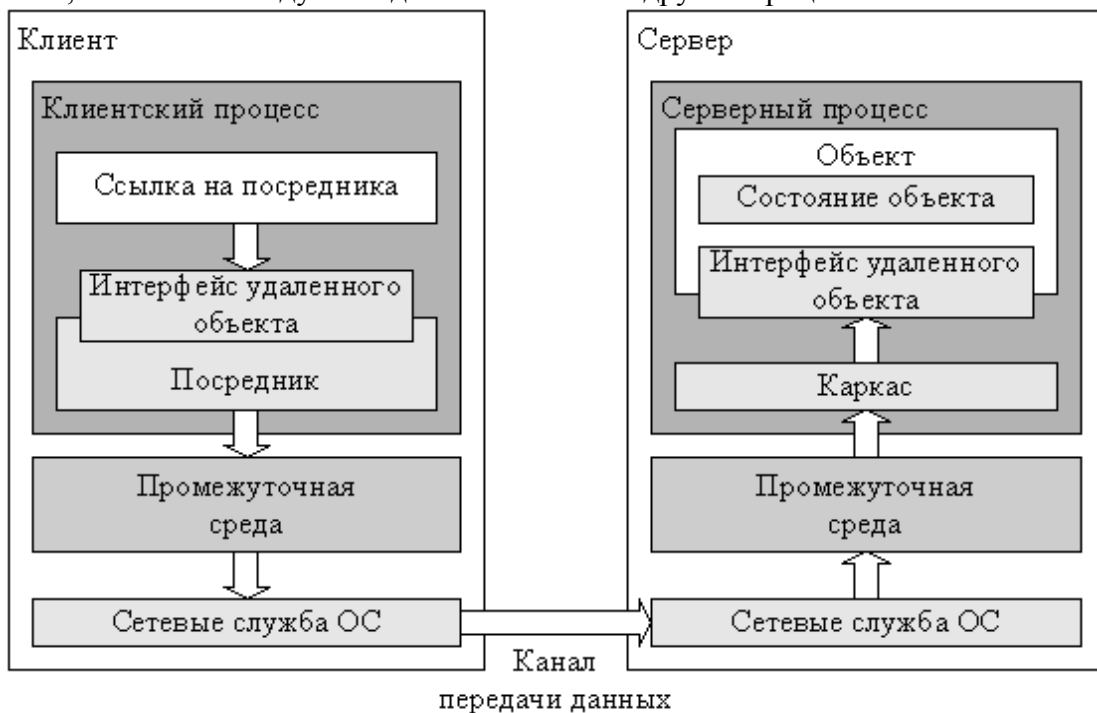 Клиент
Клиентский процесс
Ссылка на посредника
Интерфейс удаленного
объекта
Посредник
Промежуточная
среда
Сетевые служба ОС
Сервер
Серверный процесс
Объект
Состояние объекта
Интерфейс удаленного
объекта
Каркас
Промежуточная
среда
Сетевые служба ОС
Канал
передачи данных